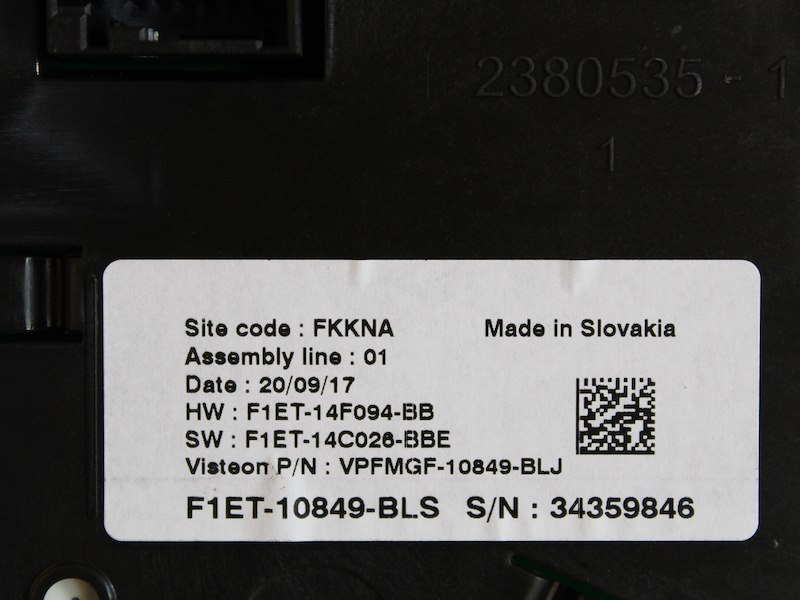 2380535-1
1
Site code : FKKNA Made in Slovakia
Assembly line : 01
Date : 20/09/17
HW : F1ET-14F094-BB
SW : F1ET-14C026-BBE
Visteon P/N : VPFMGF-10849-BLJ
F1ET-10849-BLS S/N : 34359846